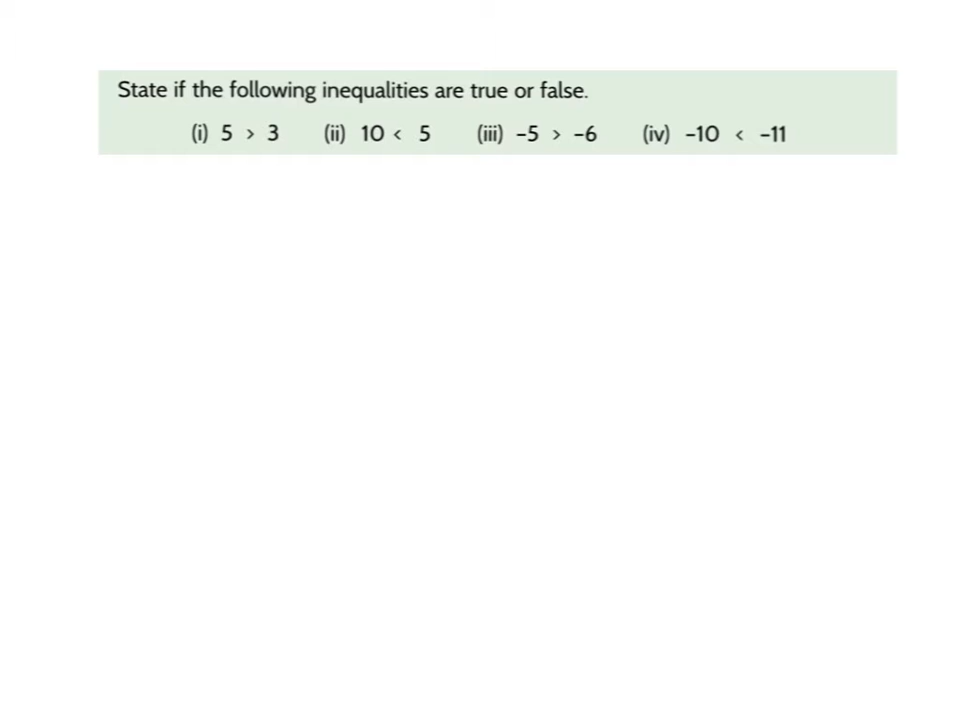 State if the following inequalities are true or false.
(i) 5 > 3 (ii) 10 < 5 (iii) -5 > -6 (iv) -10 < -11